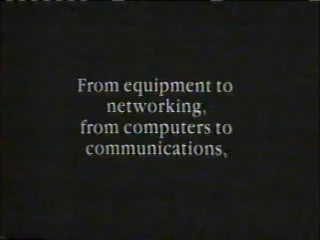 From equipment to
networking,
from computers to
communications,